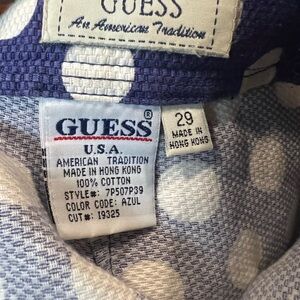 GUESS
An American Tradition
GUESS®
U.S.A.
AMERICAN TRADITION
MADE IN HONG KONG
100% COTTON
STYLE#: 7P507P39
COLOR CODE: AZUL
CUT#: 19325
29
MADE IN
HONG KONG